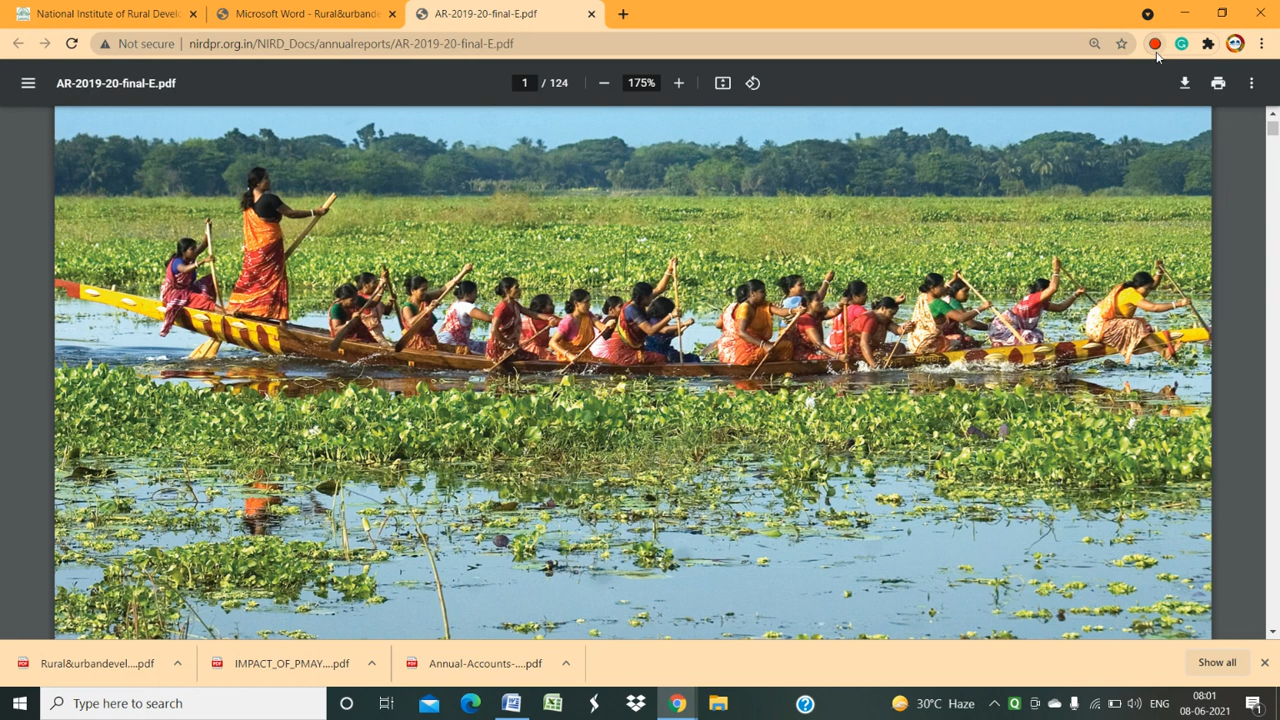 National Institute of Rural Develo
Microsoft Word - Rural&urbande
AR-2019-20-final-E.pdf
Not secure
nirdpr.org.in/NIRD_Docs/annualreports/AR-2019-20-final-E.pdf
AR-2019-20-final-E.pdf
1 / 124
175%
Rural&urbandevel....pdf
IMPACT_OF_PMAY....pdf
Annual-Accounts-....pdf
Show all
Type here to search
30°C Haze
ENG
08:01
08-06-2021
1